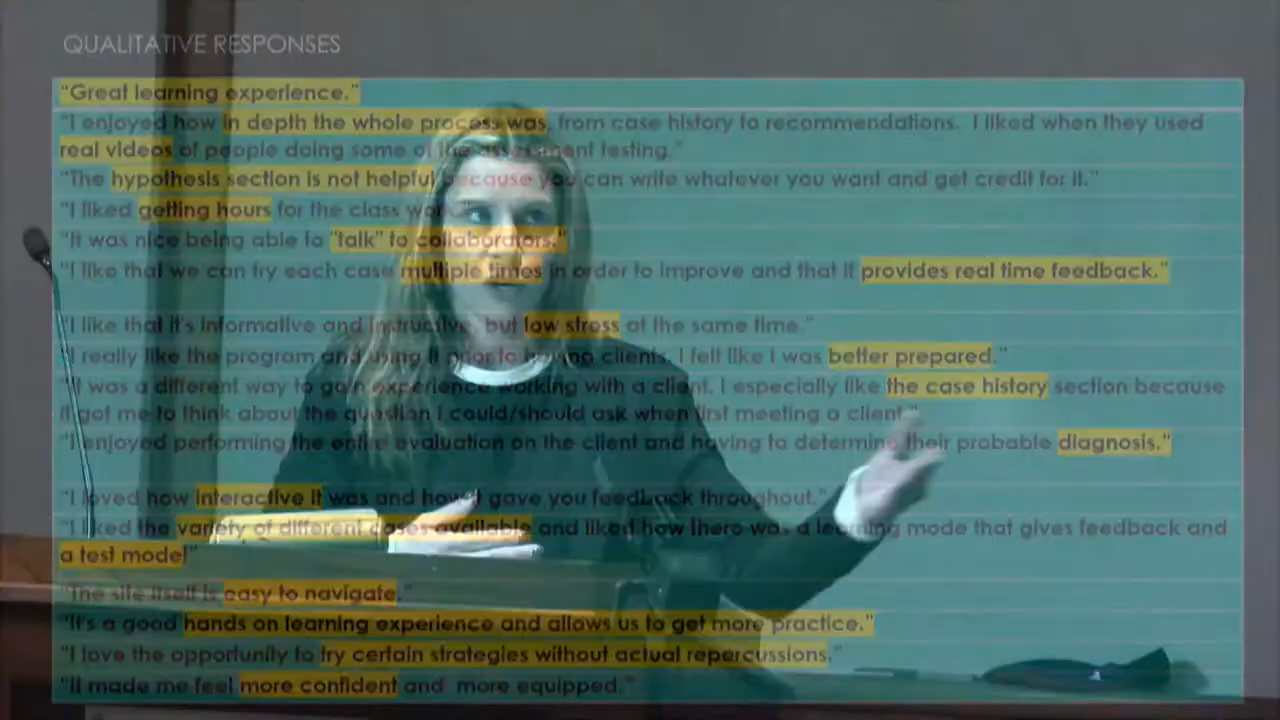 QUALITATIVE RESPONSES
"Great learning experience."
"I enjoyed how in depth the whole process was, from case history to recommendations. I liked when they used
real videos of people doing some of the assessment testing."
"The hypothesis section is not helpful because you can write whatever you want and get credit for it."
"I liked getting hours for the class work."
"It was nice being able to "talk" to collaborators."
"I like that we can try each case multiple times in order to improve and that it provides real time feedback."
"I like that it's informative and instructive, but low stress at the same time."
"I really like the program and using it prior to having clients. I felt like I was better prepared."
"It was a different way to gain experience working with a client. I especially like the case history section because
it got me to think about the question I could/should ask when first meeting a client."
"I enjoyed performing the entire evaluation on the client and having to determine their probable diagnosis."
"I loved how interactive it was and how it gave you feedback throughout."
"I liked the variety of different cases available and liked how there was a learning mode that gives feedback and
a test mode!"
"The site itself is easy to navigate."
"It's a good hands on learning experience and allows us to get more practice."
"I love the opportunity to try certain strategies without actual repercussions."
"It made me feel more confident and more equipped."